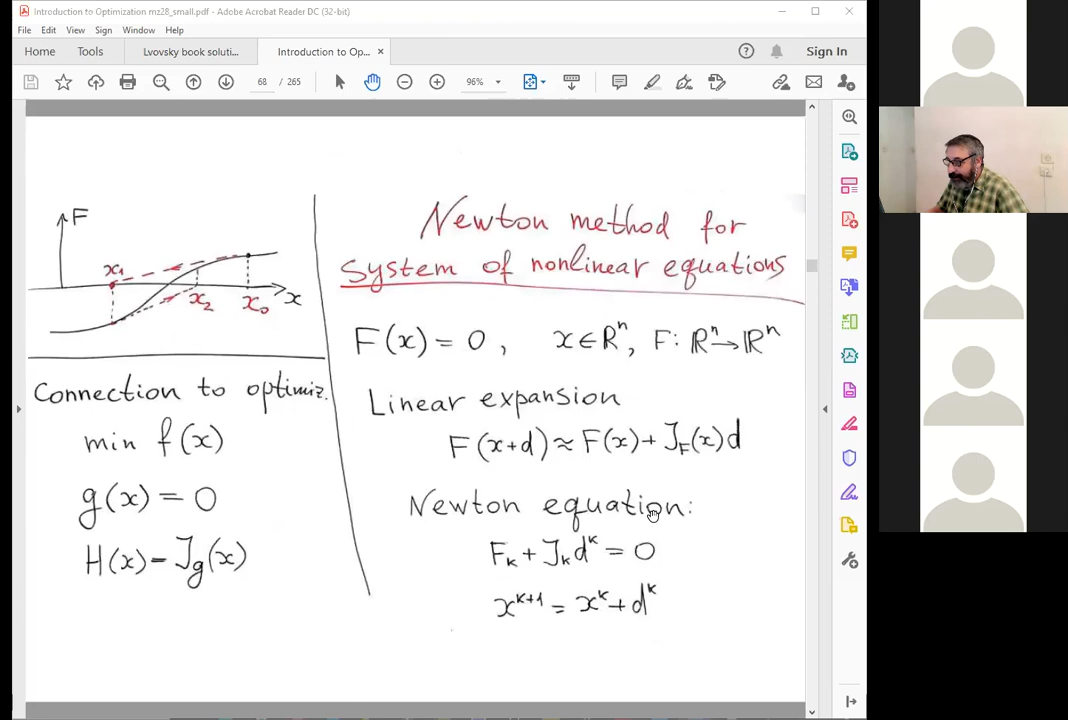 Introduction to Optimization mz28_small.pdf - Adobe Acrobat Reader DC (32-bit)
File Edit View Sign Window Help
Home Tools Lvovsky book soluti... Introduction to Op... × Sign In
68 / 265 96%
F
x₁
x₂ x₀ x
Connection to optimiz.
min f(x)
g(x) = 0
H(x) = J_g(x)
Newton method for
system of nonlinear equations
F(x) = 0, x ∈ ℝⁿ, F: ℝⁿ → ℝⁿ
Linear expansion
F(x+d) ≈ F(x) + J_F(x)d
Newton equation:
F_k + J_k d^k = 0
x^{k+1} = x^k + d^k